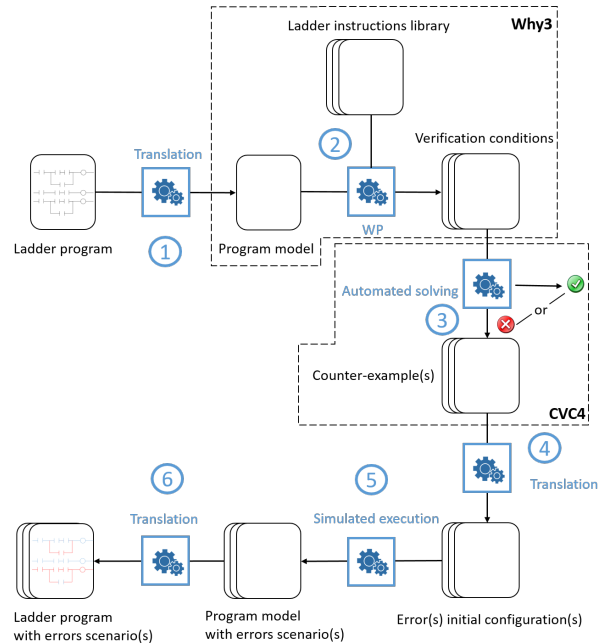 Why3
Ladder instructions library
2
Verification conditions
Translation
WP
1
Ladder program
Program model
Automated solving
or
3
Counter-example(s)
CVC4
4
Translation
6
5
Translation
Simulated execution
Ladder program
with errors scenario(s)
Program model
with errors scenario(s)
Error(s) initial configuration(s)